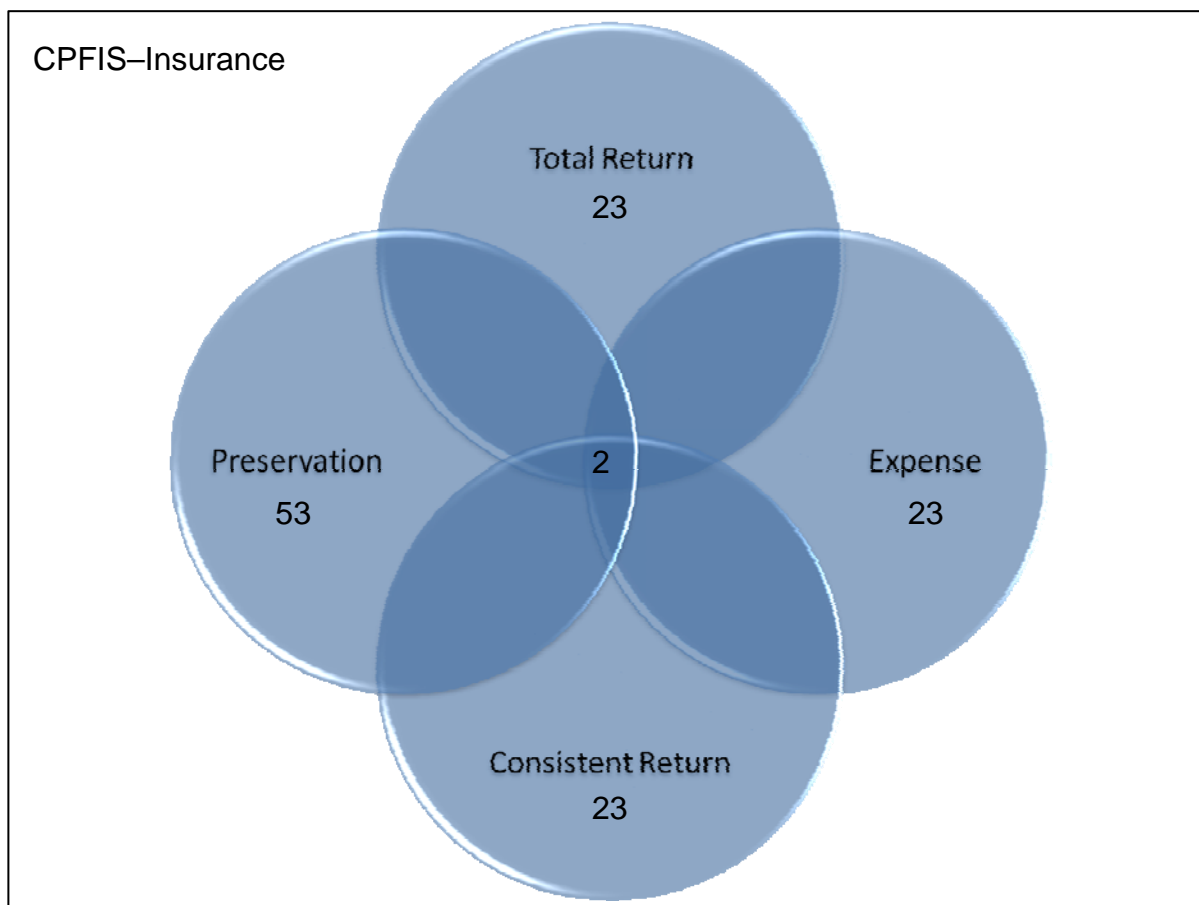 CPFIS–Insurance
Total Return
23
Preservation
53
2
Expense
23
Consistent Return
23